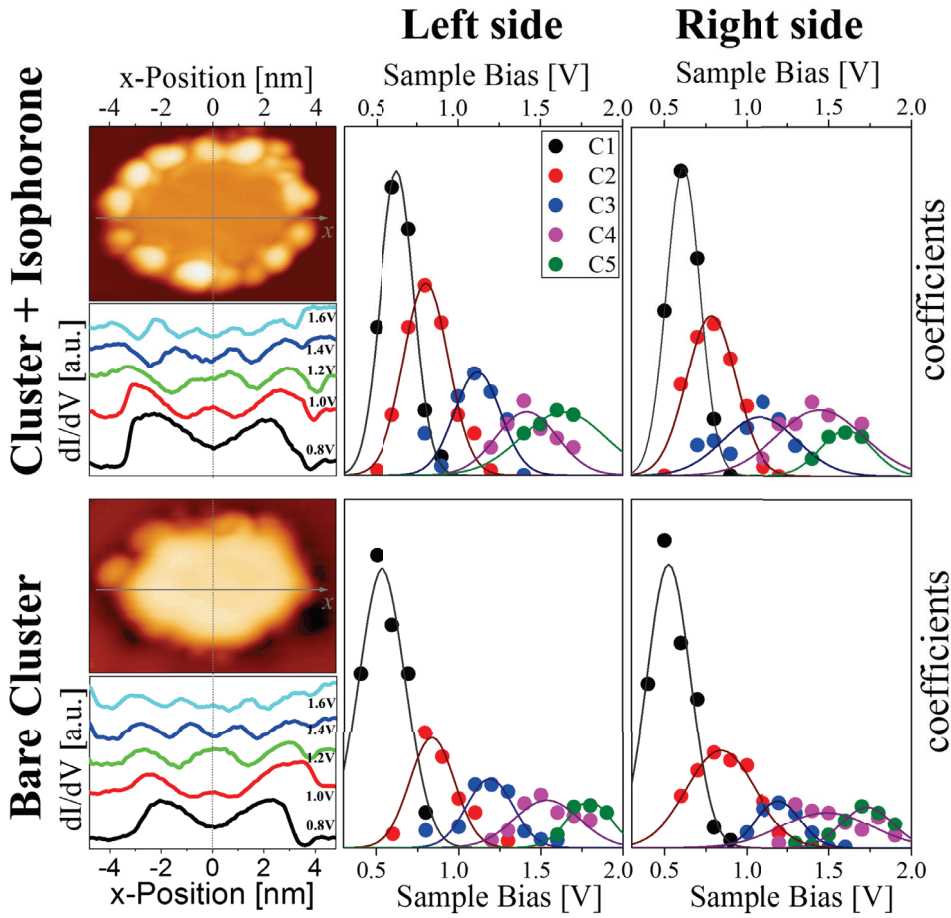 Left side
Right side
x-Position [nm]
Sample Bias [V]
Sample Bias [V]
-4 -2 0 2 4
0.5 1.0 1.5 2.0
0.5 1.0 1.5 2.0
Cluster + Isophorone
x
C1
C2
C3
C4
C5
coefficients
dI/dV [a.u.]
1.6V
1.4V
1.2V
1.0V
0.8V
Bare Cluster
x
coefficients
dI/dV [a.u.]
1.6V
1.4V
1.2V
1.0V
0.8V
-4 -2 0 2 4
0.5 1.0 1.5 2.0
0.5 1.0 1.5 2.0
x-Position [nm]
Sample Bias [V]
Sample Bias [V]